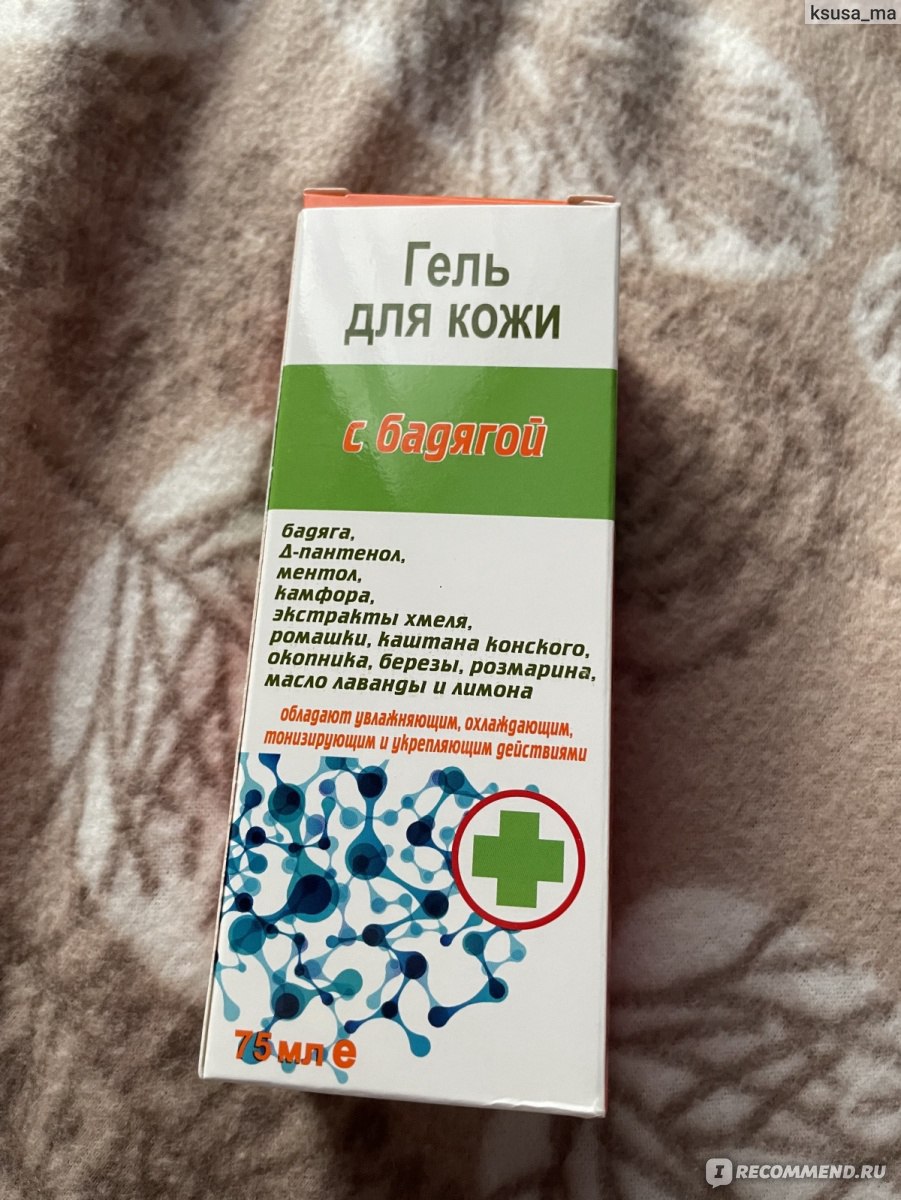 ksusa_ma
Гель
для кожи
с бадягой
бадяга,
Д-пантенол,
ментол,
камфора,
экстракты хмеля,
ромашки, каштана конского,
окопника, березы, розмарина,
масло лаванды и лимона
обладают увлажняющим, охлаждающим,
тонизирующим и укрепляющим действиями
75 мл e
I RECOMMEND.RU